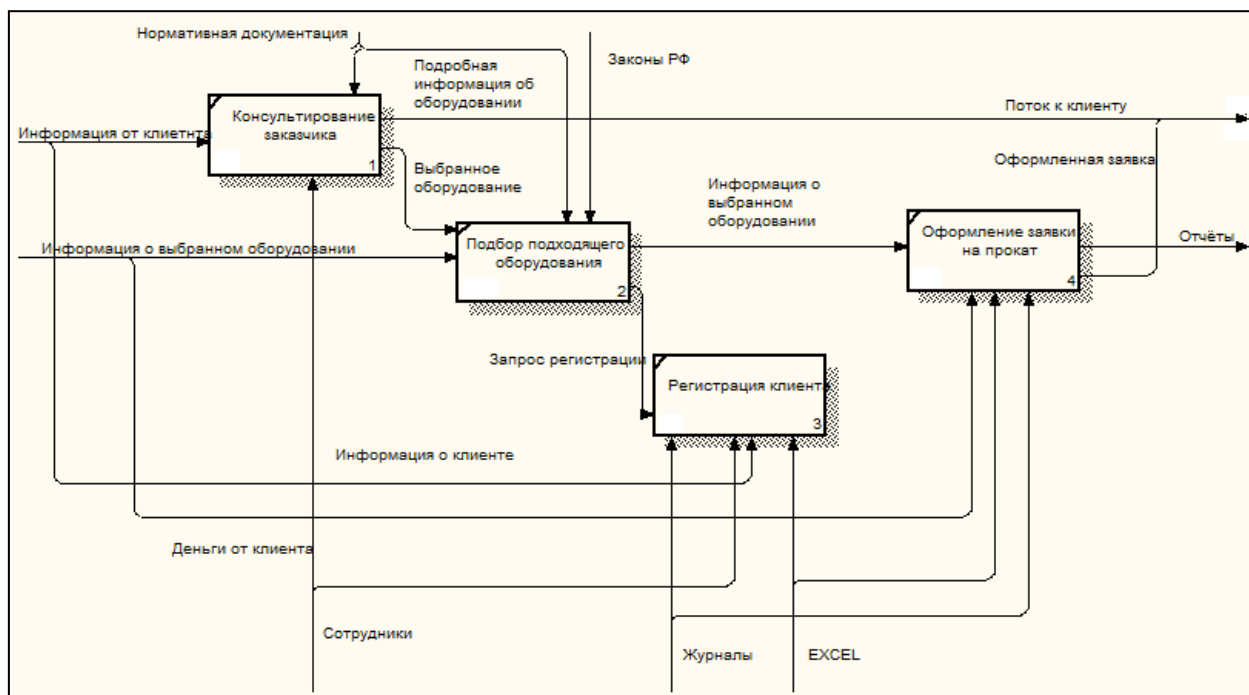 Нормативная документация
Законы РФ
Подробная
информация об
оборудовании
Поток к клиенту
Консультирование
заказчика
1
Информация от клиетнта
Оформленная заявка
Выбранное
оборудование
Информация о
выбранном
оборудовании
Информация о выбранном оборудовании
Подбор подходящего
оборудования
2
Оформление заявки
на прокат
4
Отчёты
Запрос регистрации
Регистрация клиента
3
Информация о клиенте
Деньги от клиента
Сотрудники
Журналы
EXCEL